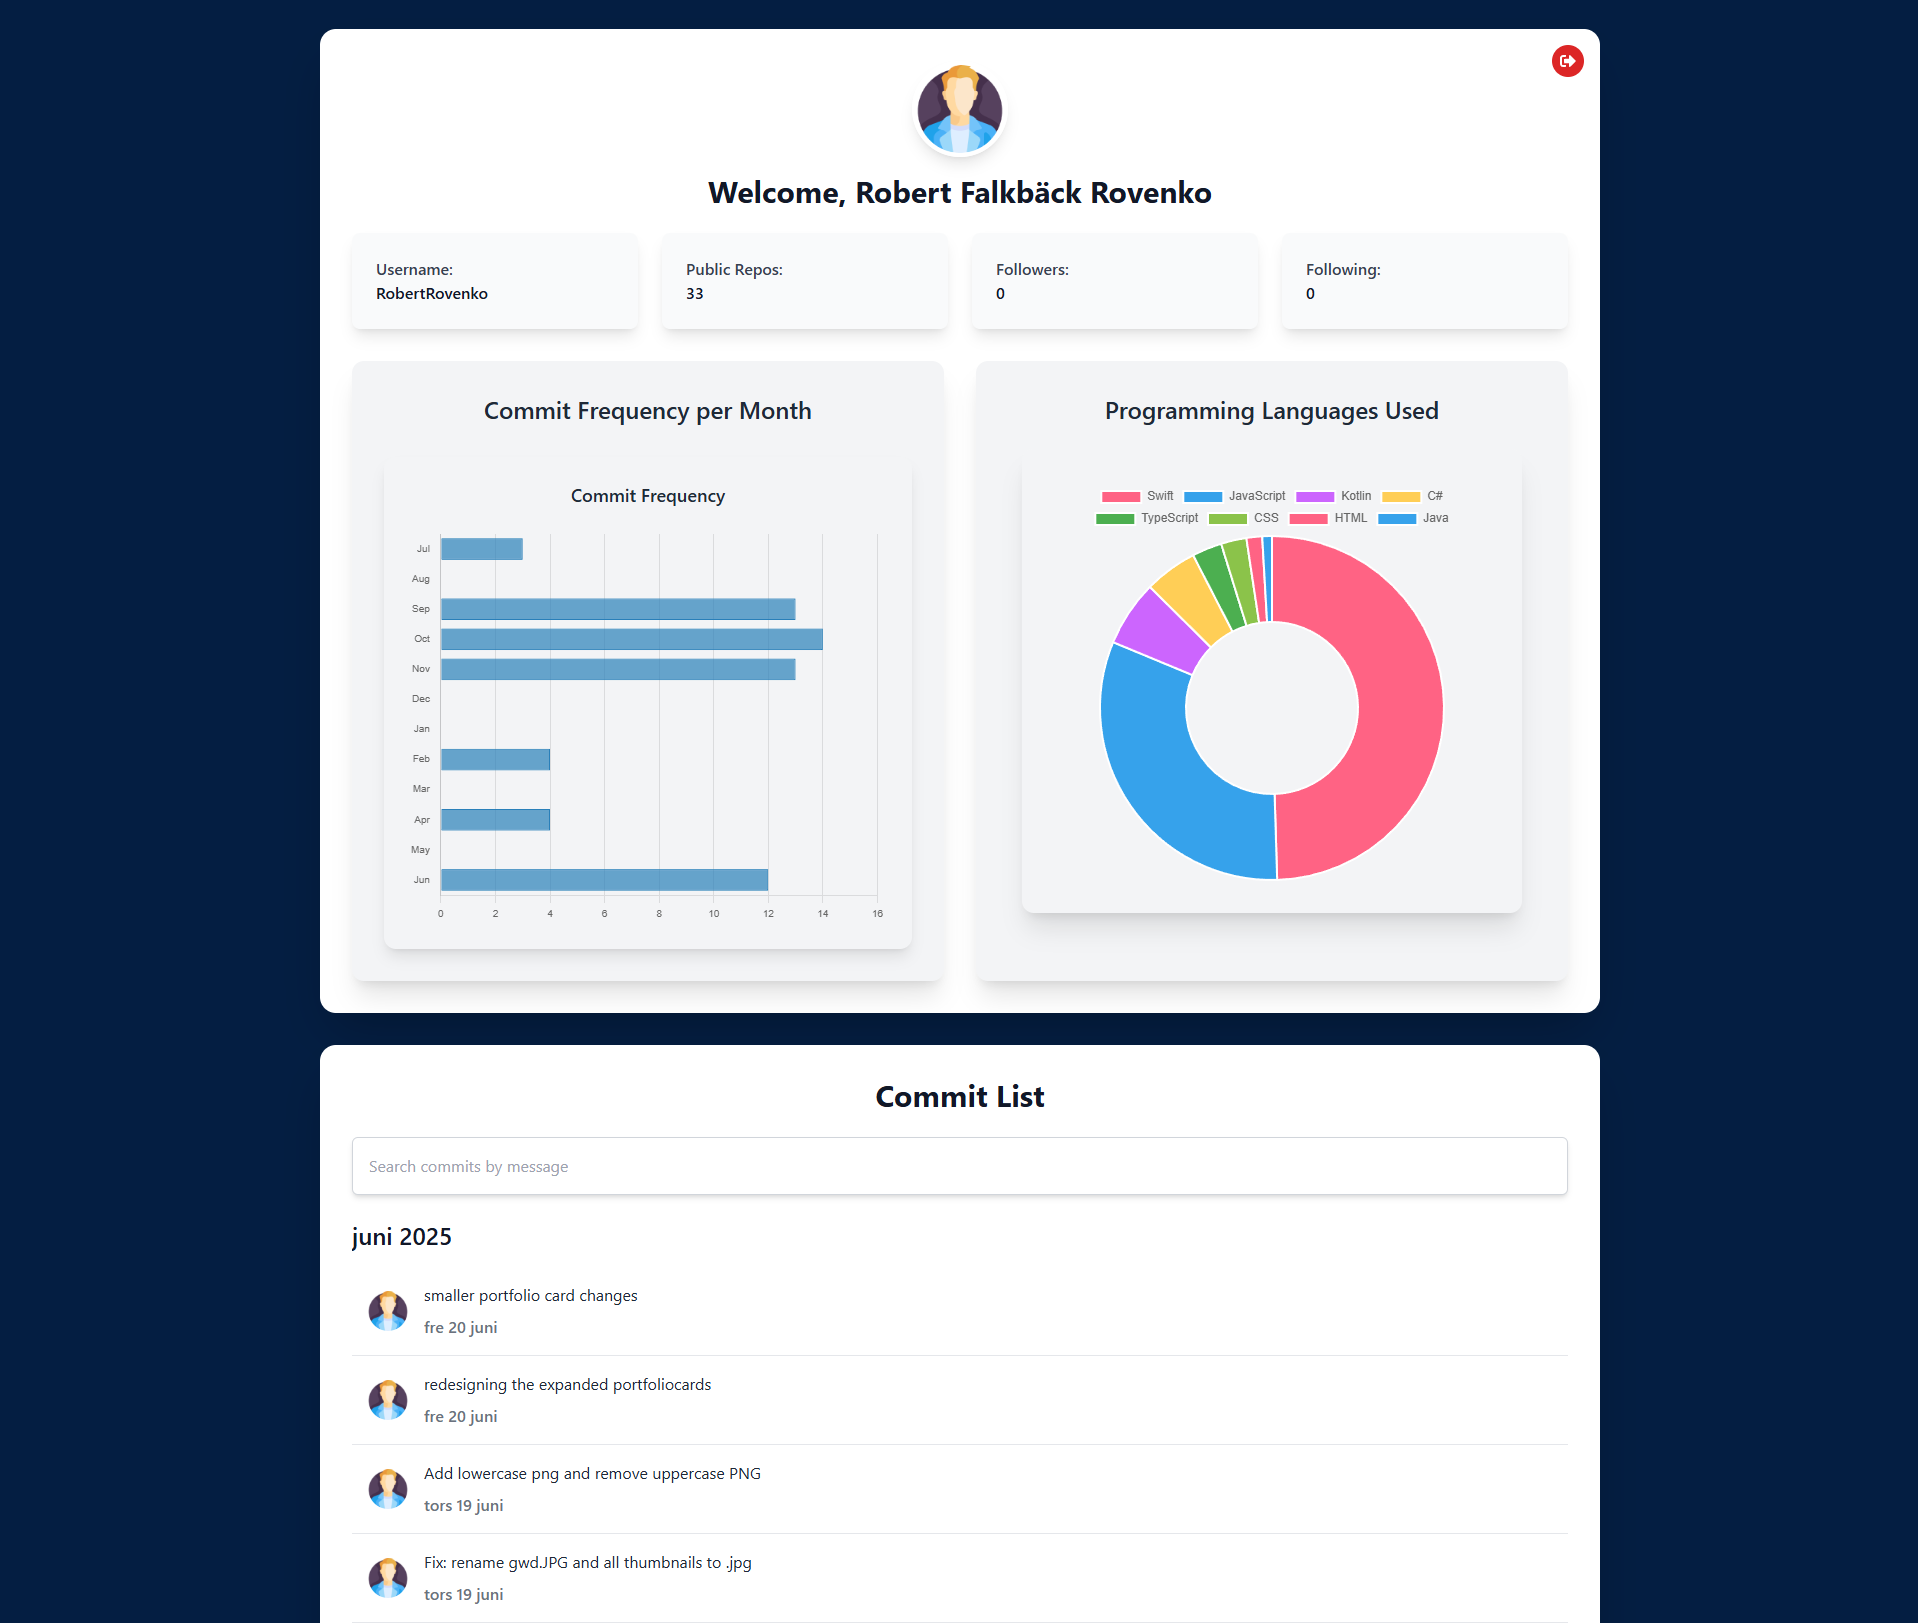 Welcome, Robert Falkbäck Rovenko
Username:
RobertRovenko
Public Repos:
33
Followers:
0
Following:
0
Commit Frequency per Month
Commit Frequency
Jul
Aug
Sep
Oct
Nov
Dec
Jan
Feb
Mar
Apr
May
Jun
0 2 4 6 8 10 12 14 16
Programming Languages Used
Swift JavaScript Kotlin C#
TypeScript CSS HTML Java
Commit List
Search commits by message
juni 2025
smaller portfolio card changes
fre 20 juni
redesigning the expanded portfoliocards
fre 20 juni
Add lowercase png and remove uppercase PNG
tors 19 juni
Fix: rename gwd.JPG and all thumbnails to .jpg
tors 19 juni